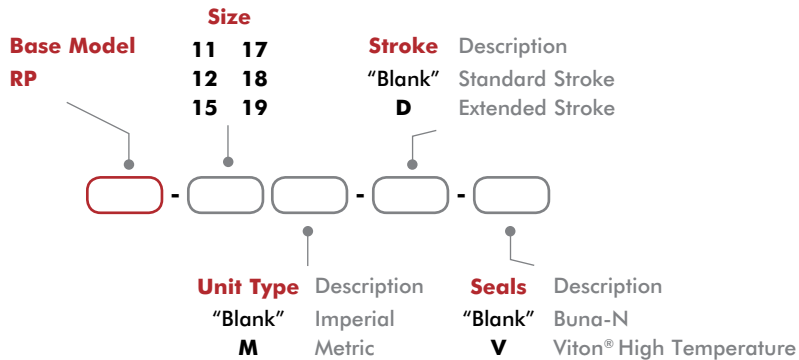 Size
Base Model
11 17
Stroke Description
RP
12 18
"Blank" Standard Stroke
15 19
D Extended Stroke
- - -
Unit Type Description
Seals Description
"Blank" Imperial
"Blank" Buna-N
M Metric
V Viton® High Temperature